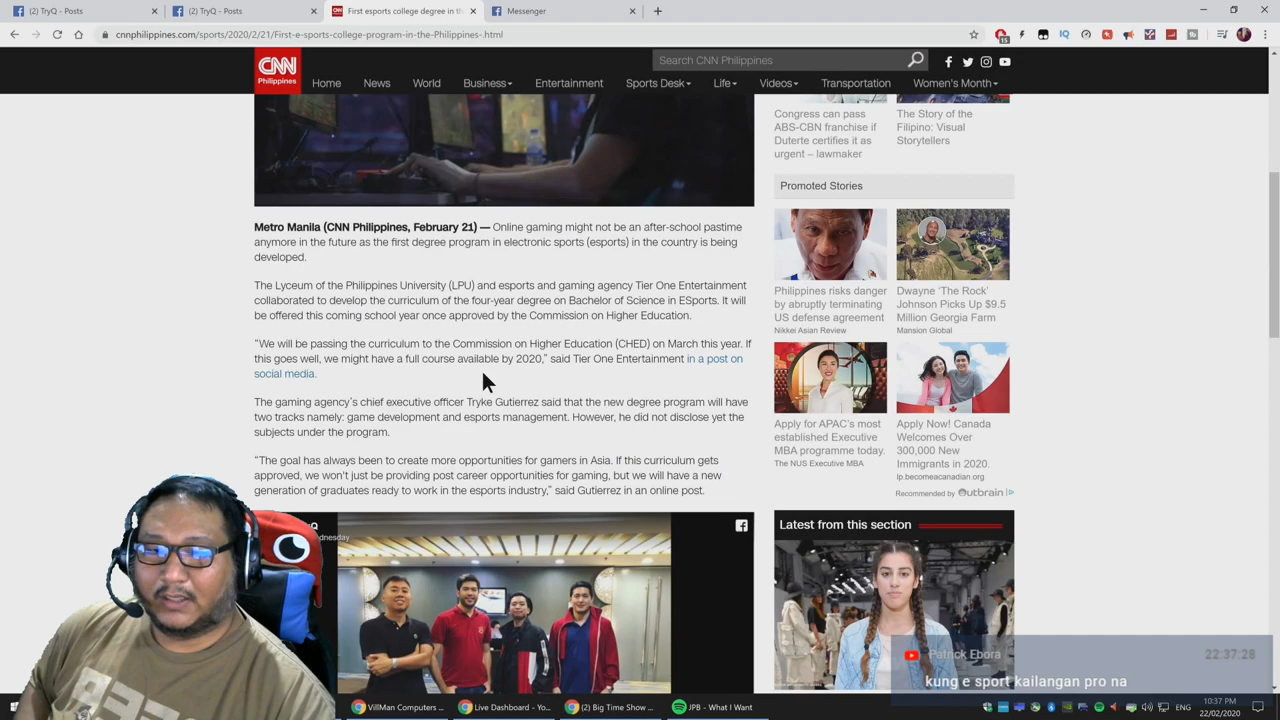 (2) TryQ - Posts
(2) TryQ - Posts
First esports college degree in the
Messenger
cnnphilippines.com/sports/2020/2/21/First-e-sports-college-program-in-the-Philippines-.html
CNN
Philippines
Search CNN Philippines
Home
News
World
Business
Entertainment
Sports Desk
Life
Videos
Transportation
Women's Month
Congress can pass
ABS-CBN franchise if
Duterte certifies it as
urgent – lawmaker
The Story of the
Filipino: Visual
Storytellers
Promoted Stories
Philippines risks danger
by abruptly terminating
US defense agreement
Nikkei Asian Review
Dwayne 'The Rock'
Johnson Picks Up $9.5
Million Georgia Farm
Mansion Global
Apply for APAC's most
established Executive
MBA programme today.
The NUS Executive MBA
Apply Now! Canada
Welcomes Over
300,000 New
Immigrants in 2020.
lp.becomeacanadian.org
Recommended by Outbrain
Metro Manila (CNN Philippines, February 21) — Online gaming might not be an after-school pastime
anymore in the future as the first degree program in electronic sports (esports) in the country is being
developed.
The Lyceum of the Philippines University (LPU) and esports and gaming agency Tier One Entertainment
collaborated to develop the curriculum of the four-year degree on Bachelor of Science in ESports. It will
be offered this coming school year once approved by the Commission on Higher Education.
“We will be passing the curriculum to the Commission on Higher Education (CHED) on March this year. If
this goes well, we might have a full course available by 2020,” said Tier One Entertainment in a post on
social media.
The gaming agency's chief executive officer Tryke Gutierrez said that the new degree program will have
two tracks namely: game development and esports management. However, he did not disclose yet the
subjects under the program.
“The goal has always been to create more opportunities for gamers in Asia. If this curriculum gets
approved, we won't just be providing post career opportunities for gaming, but we will have a new
generation of graduates ready to work in the esports industry,” said Gutierrez in an online post.
Latest from this section
Patrick Ebora
22:37:28
kung e sport kailangan pro na
VillMan Computers ...
Live Dashboard - Yo...
(2) Big Time Show ...
JPB - What I Want
ENG
10:37 PM
22/02/2020